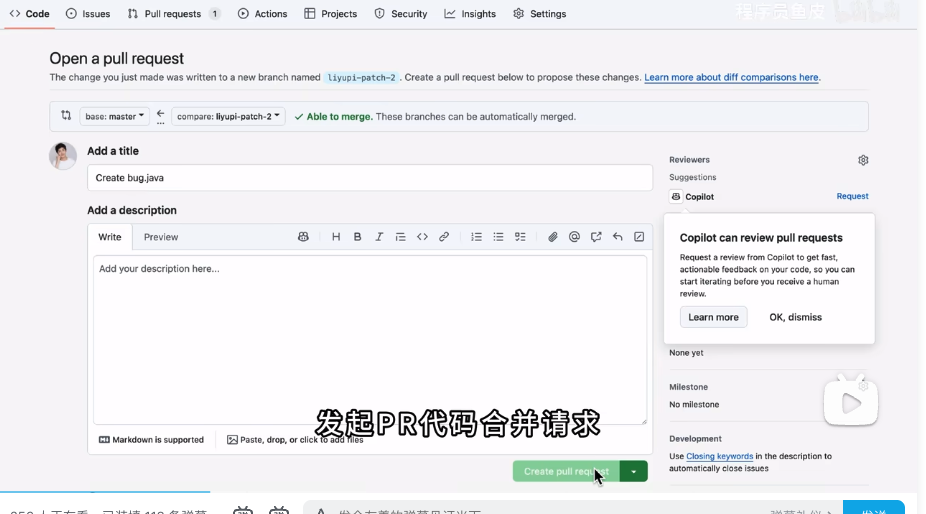 Code Issues Pull requests 1 Actions Projects Security Insights Settings
程序员鱼皮
Open a pull request
The change you just made was written to a new branch named liyupi-patch-2. Create a pull request below to propose these changes. Learn more about diff comparisons here.
base: master compare: liyupi-patch-2 Able to merge. These branches can be automatically merged.
Add a title
Create bug.java
Add a description
Write Preview
Add your description here...
Markdown is supported
Paste, drop, or click to add files
Create pull request
Reviewers
Suggestions
Copilot Request
Copilot can review pull requests
Request a review from Copilot to get fast,
actionable feedback on your code, so you can
start iterating before you receive a human
review.
Learn more OK, dismiss
None yet
Milestone
No milestone
Development
Use Closing keywords in the description to
automatically close issues
发起PR代码合并请求